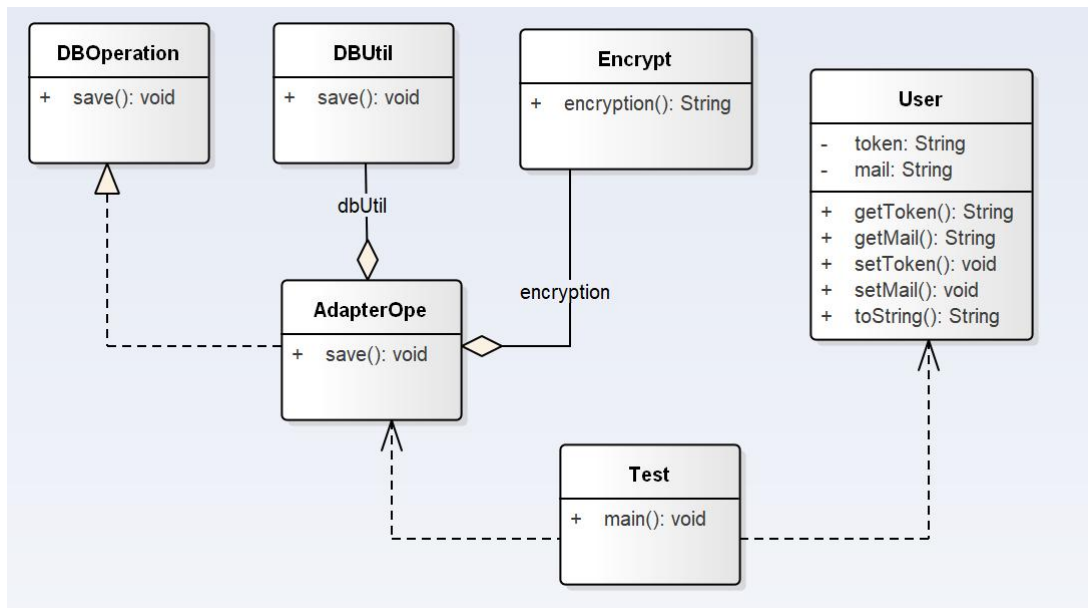 DBOperation
+ save(): void
DBUtil
+ save(): void
Encrypt
+ encryption(): String
User
- token: String
- mail: String
+ getToken(): String
+ getMail(): String
+ setToken(): void
+ setMail(): void
+ toString(): String
dbUtil
encryption
AdapterOpe
+ save(): void
Test
+ main(): void